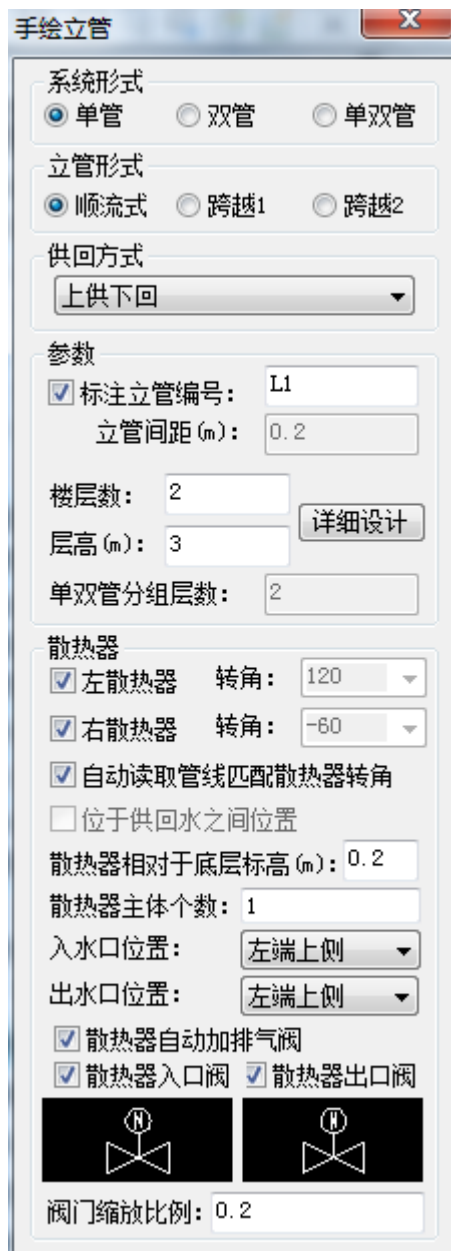 手绘立管
系统形式
单管 双管 单双管
立管形式
顺流式 跨越1 跨越2
供回方式
上供下回
参数
标注立管编号: L1
立管间距(m): 0.2
楼层数: 2
详细设计
层高(m): 3
单双管分组层数: 2
散热器
左散热器 转角: 120
右散热器 转角: -60
自动读取管线匹配散热器转角
位于供回水之间位置
散热器相对于底层标高(m): 0.2
散热器主体个数: 1
入水口位置: 左端上侧
出水口位置: 左端上侧
散热器自动加排气阀
散热器入口阀 散热器出口阀
N N
阀门缩放比例: 0.2